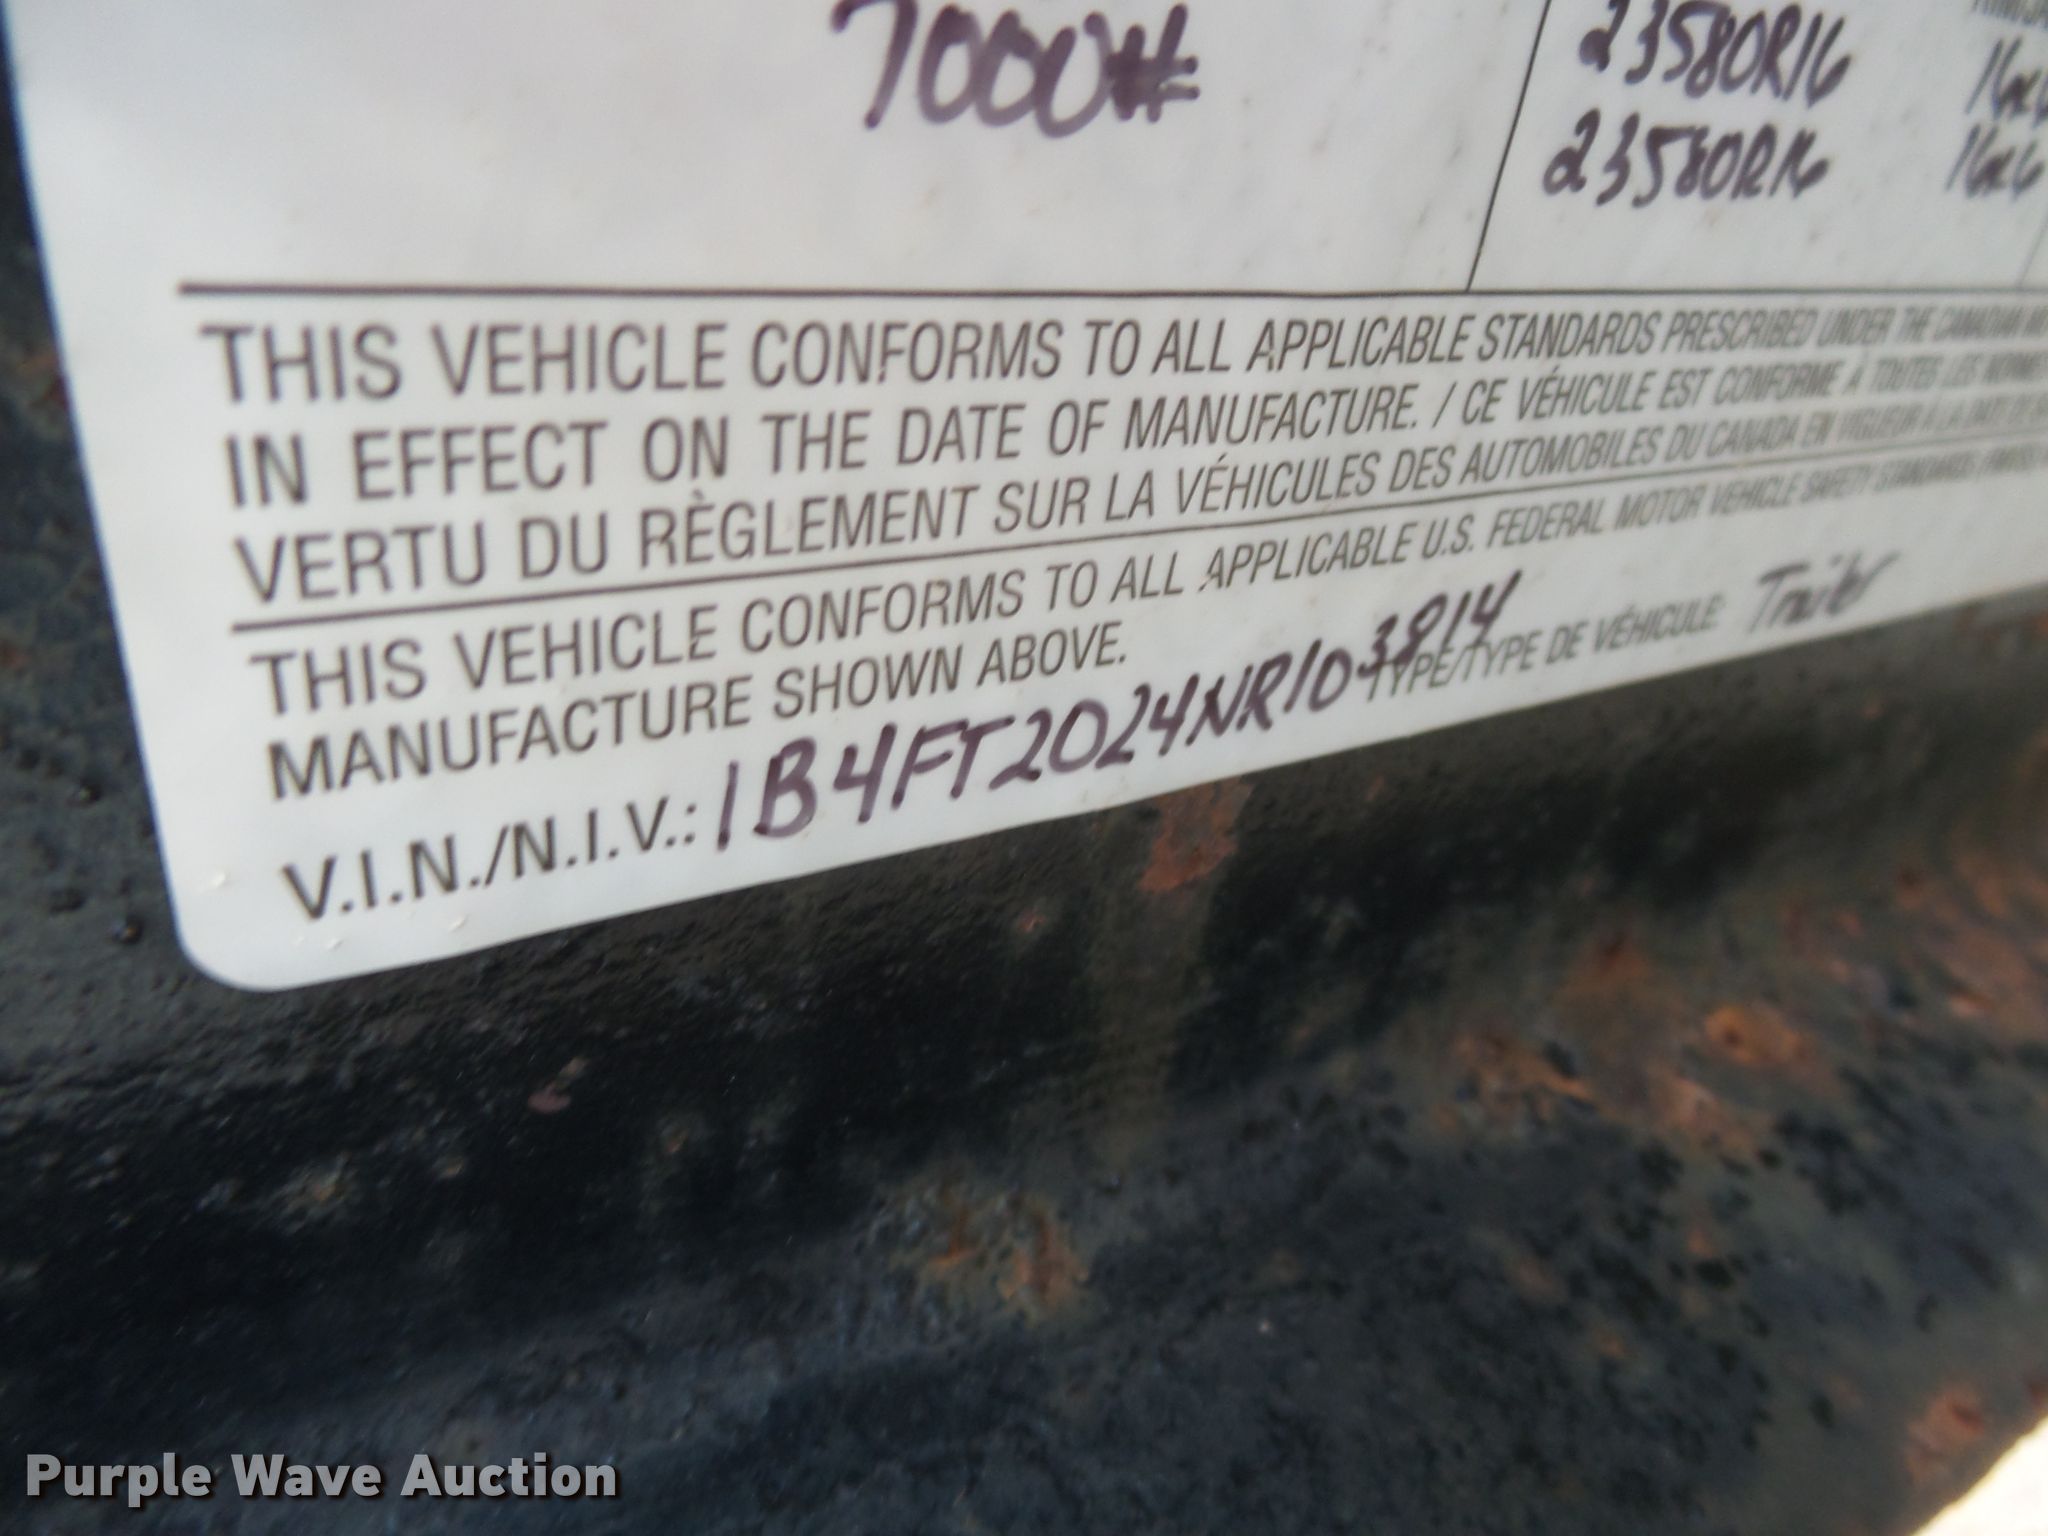 7000#
23580R16
23580R16
16x6
THIS VEHICLE CONFORMS TO ALL APPLICABLE STANDARDS PRESCRIBED UNDER THE CANADIAN
IN EFFECT ON THE DATE OF MANUFACTURE. / CE VÉHICULE EST CONFORME À TOUTES LES
VERTU DU RÈGLEMENT SUR LA VÉHICULES DES AUTOMOBILES DU CANADA EN VIGUEUR À LA DATE DE
THIS VEHICLE CONFORMS TO ALL APPLICABLE U.S. FEDERAL MOTOR VEHICLE SAFETY STANDARDS
MANUFACTURE SHOWN ABOVE.
V.I.N./N.I.V.: 1B4FT2024NR103814
TYPE/TYPE DE VÉHICULE: Trailer
Purple Wave Auction